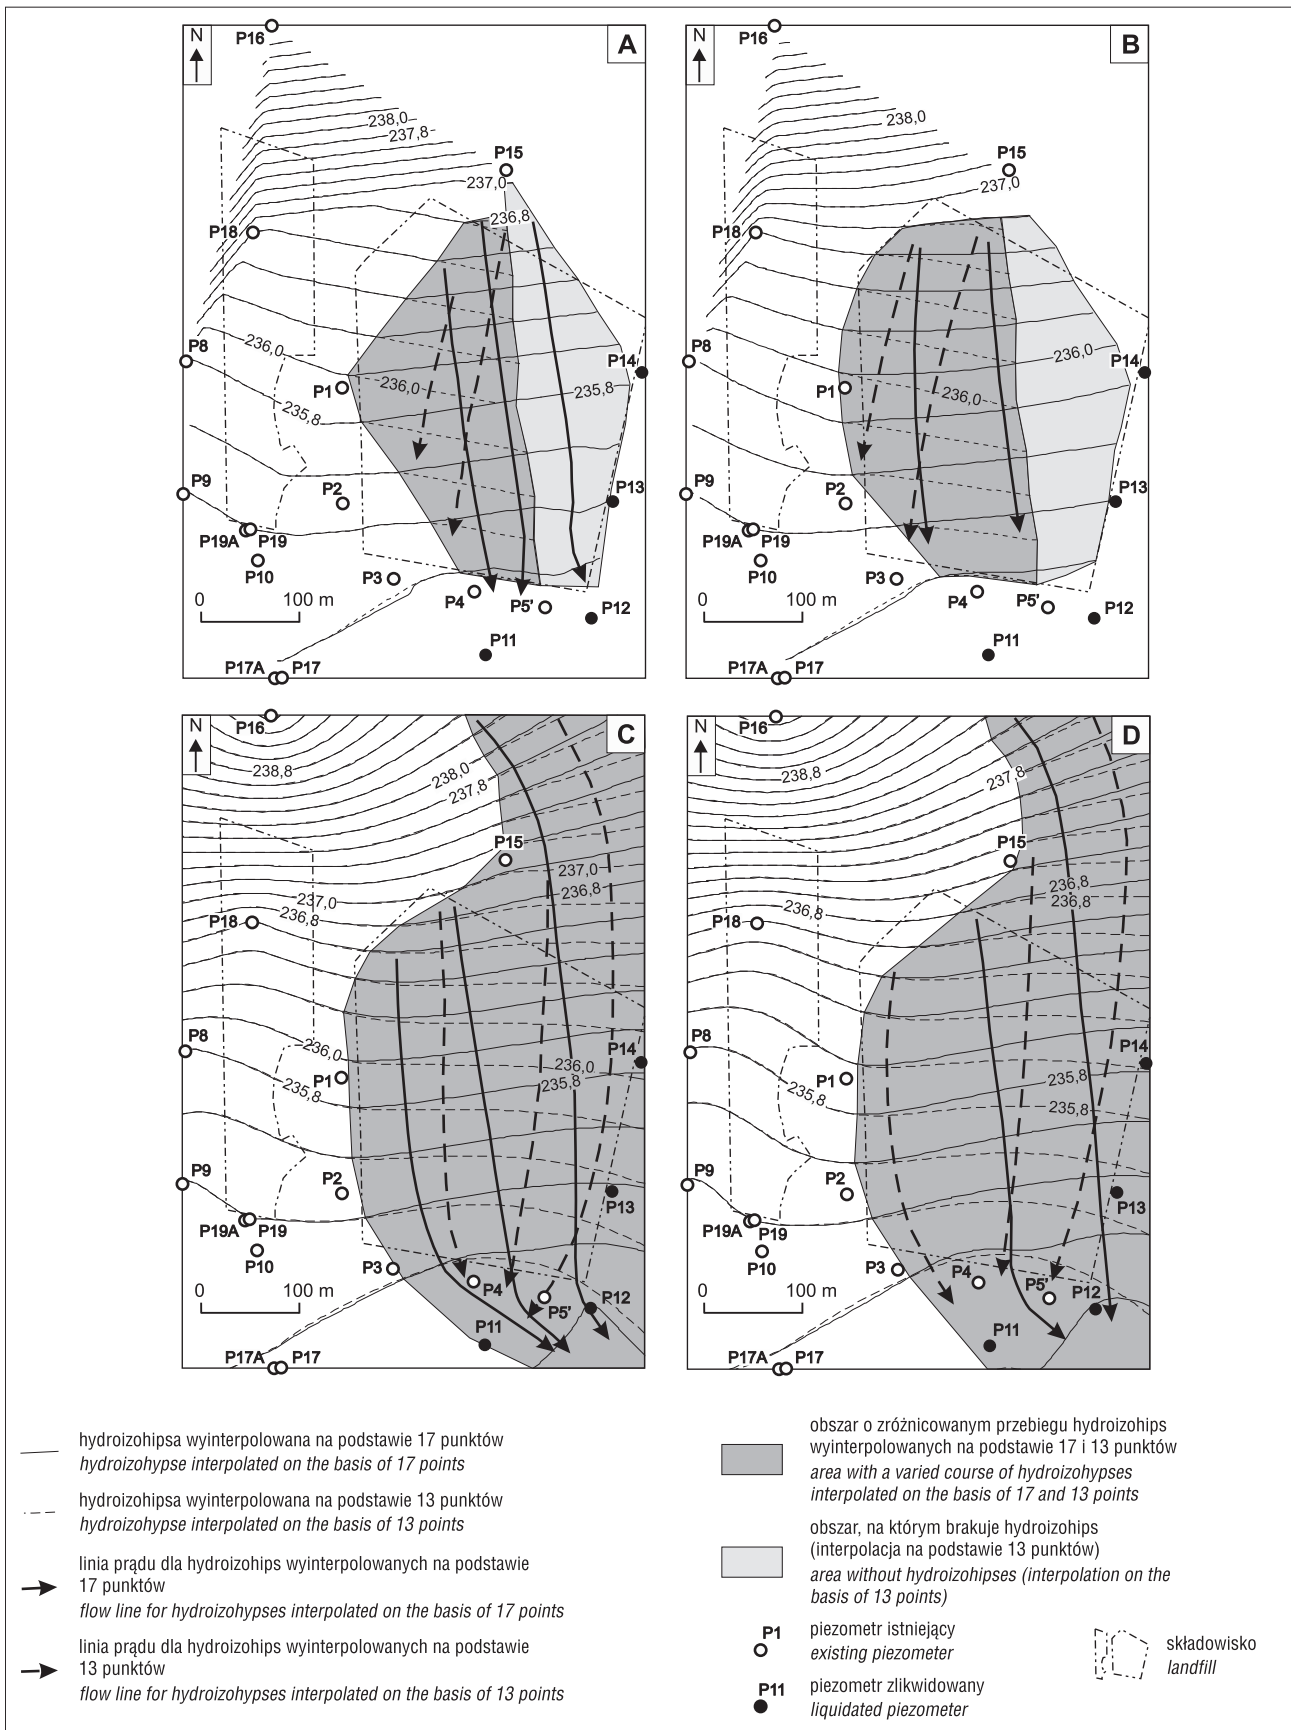 N
A
P16
238,0
237,8
P15
237,0
236,8
P18
P8
236,0
P14
P1
236,0
235,8
235,8
P9
P2
P13
P19A
P19
P10
P3
P4
P5'
P12
0
100 m
P11
P17A
P17
N
B
P16
238,0
P15
237,0
P18
P8
236,0
P14
P1
236,0
P9
P2
P13
P19A
P19
P10
P3
P4
P5'
P12
0
100 m
P11
P17A
P17
N
C
P16
238,8
238,0
237,8
P15
237,0
236,8
237,0
236,8
P18
P8
236,0
P14
236,0
235,8
P1
235,8
P9
P2
P13
P19A
P19
P10
P3
P4
P5'
P12
0
100 m
P11
P17A
P17
N
D
P16
238,8
237,8
P15
236,8
236,8
236,8
P18
P8
P14
P1
235,8
235,8
235,8
P9
P2
P13
P19A
P19
P10
P3
P4
P5'
P12
0
100 m
P11
P17A
P17
hydroizohipsa wyinterpolowana na podstawie 17 punktów
hydroizohypse interpolated on the basis of 17 points
hydroizohipsa wyinterpolowana na podstawie 13 punktów
hydroizohypse interpolated on the basis of 13 points
linia prądu dla hydroizohips wyinterpolowanych na podstawie
17 punktów
flow line for hydroizohypses interpolated on the basis of 17 points
linia prądu dla hydroizohips wyinterpolowanych na podstawie
13 punktów
flow line for hydroizohypses interpolated on the basis of 13 points
obszar o zróżnicowanym przebiegu hydroizohips
wyinterpolowanych na podstawie 17 i 13 punktów
area with a varied course of hydroizohypses
interpolated on the basis of 17 and 13 points
obszar, na którym brakuje hydroizohips
(interpolacja na podstawie 13 punktów)
area without hydroizohipses (interpolation on the
basis of 13 points)
P1
piezometr istniejący
existing piezometer
P11
piezometr zlikwidowany
liquidated piezometer
składowisko
landfill